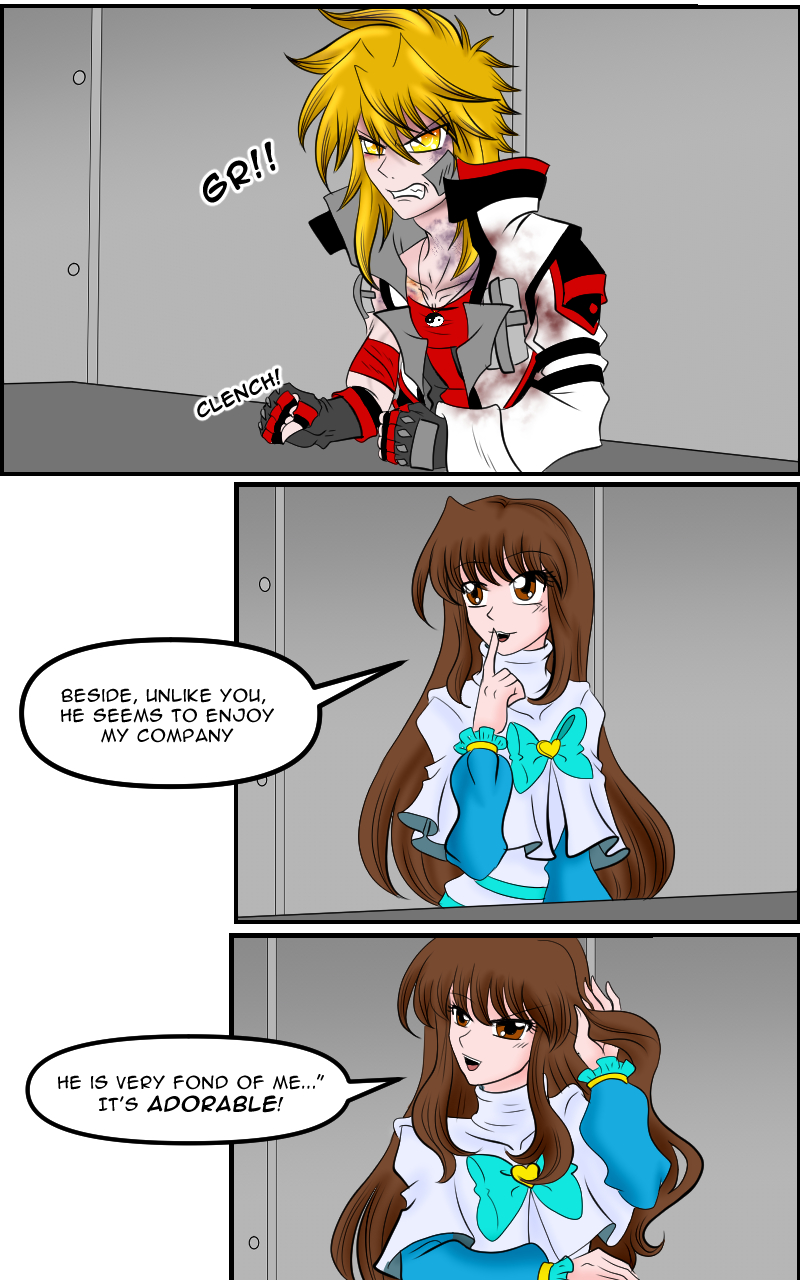 GR!!
CLENCH!
BESIDE, UNLIKE YOU,
HE SEEMS TO ENJOY
MY COMPANY
HE IS VERY FOND OF ME..."
IT'S ADORABLE!